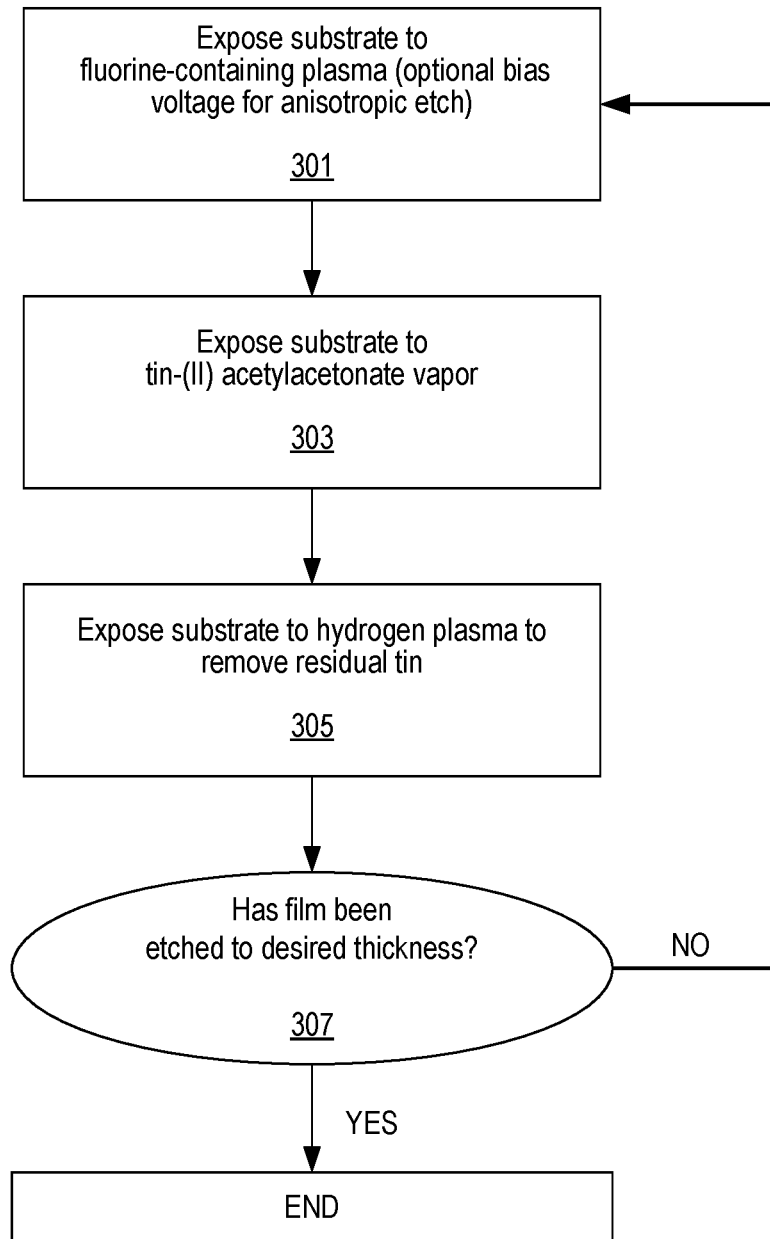 Expose substrate to
fluorine-containing plasma (optional bias
voltage for anisotropic etch)
301
Expose substrate to
tin-(II) acetylacetonate vapor
303
Expose substrate to hydrogen plasma to
remove residual tin
305
Has film been
etched to desired thickness?
307
NO
YES
END